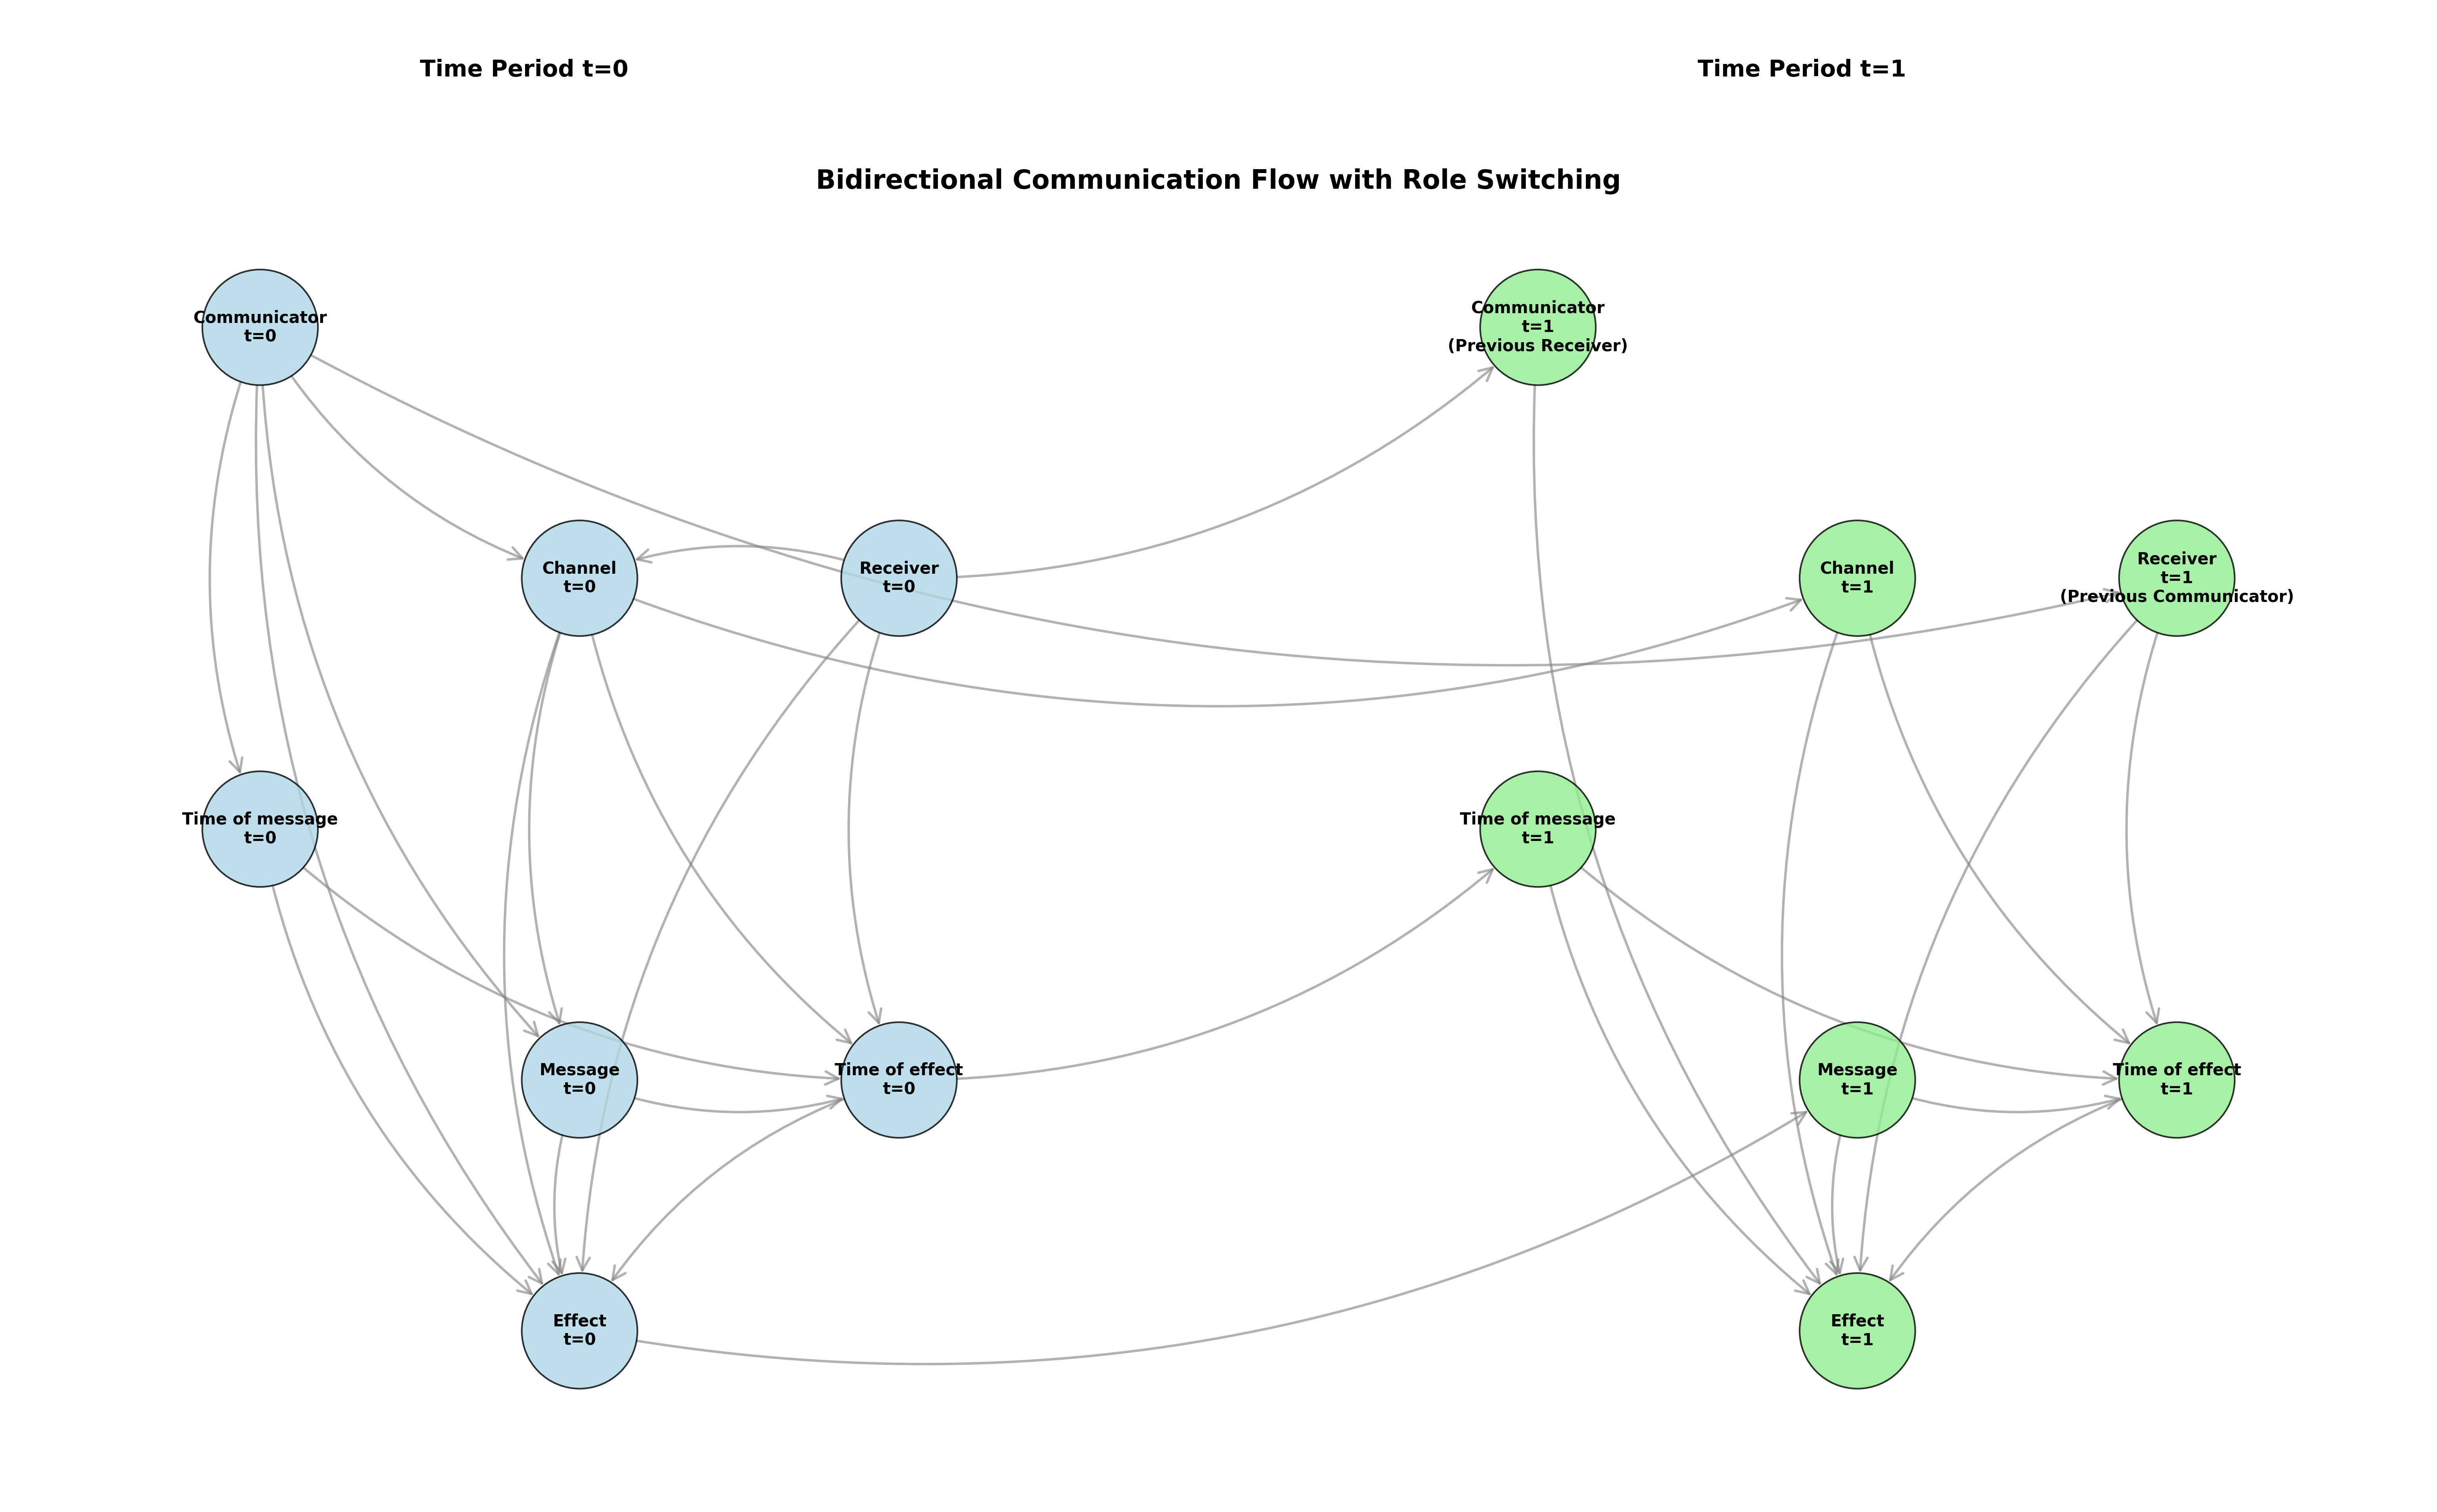 Time Period t=0
Time Period t=1
Bidirectional Communication Flow with Role Switching
Communicator
t=0
Communicator
t=1
(Previous Receiver)
Channel
t=0
Receiver
t=0
Channel
t=1
Receiver
t=1
(Previous Communicator)
Time of message
t=0
Time of message
t=1
Message
t=0
Time of effect
t=0
Message
t=1
Time of effect
t=1
Effect
t=0
Effect
t=1